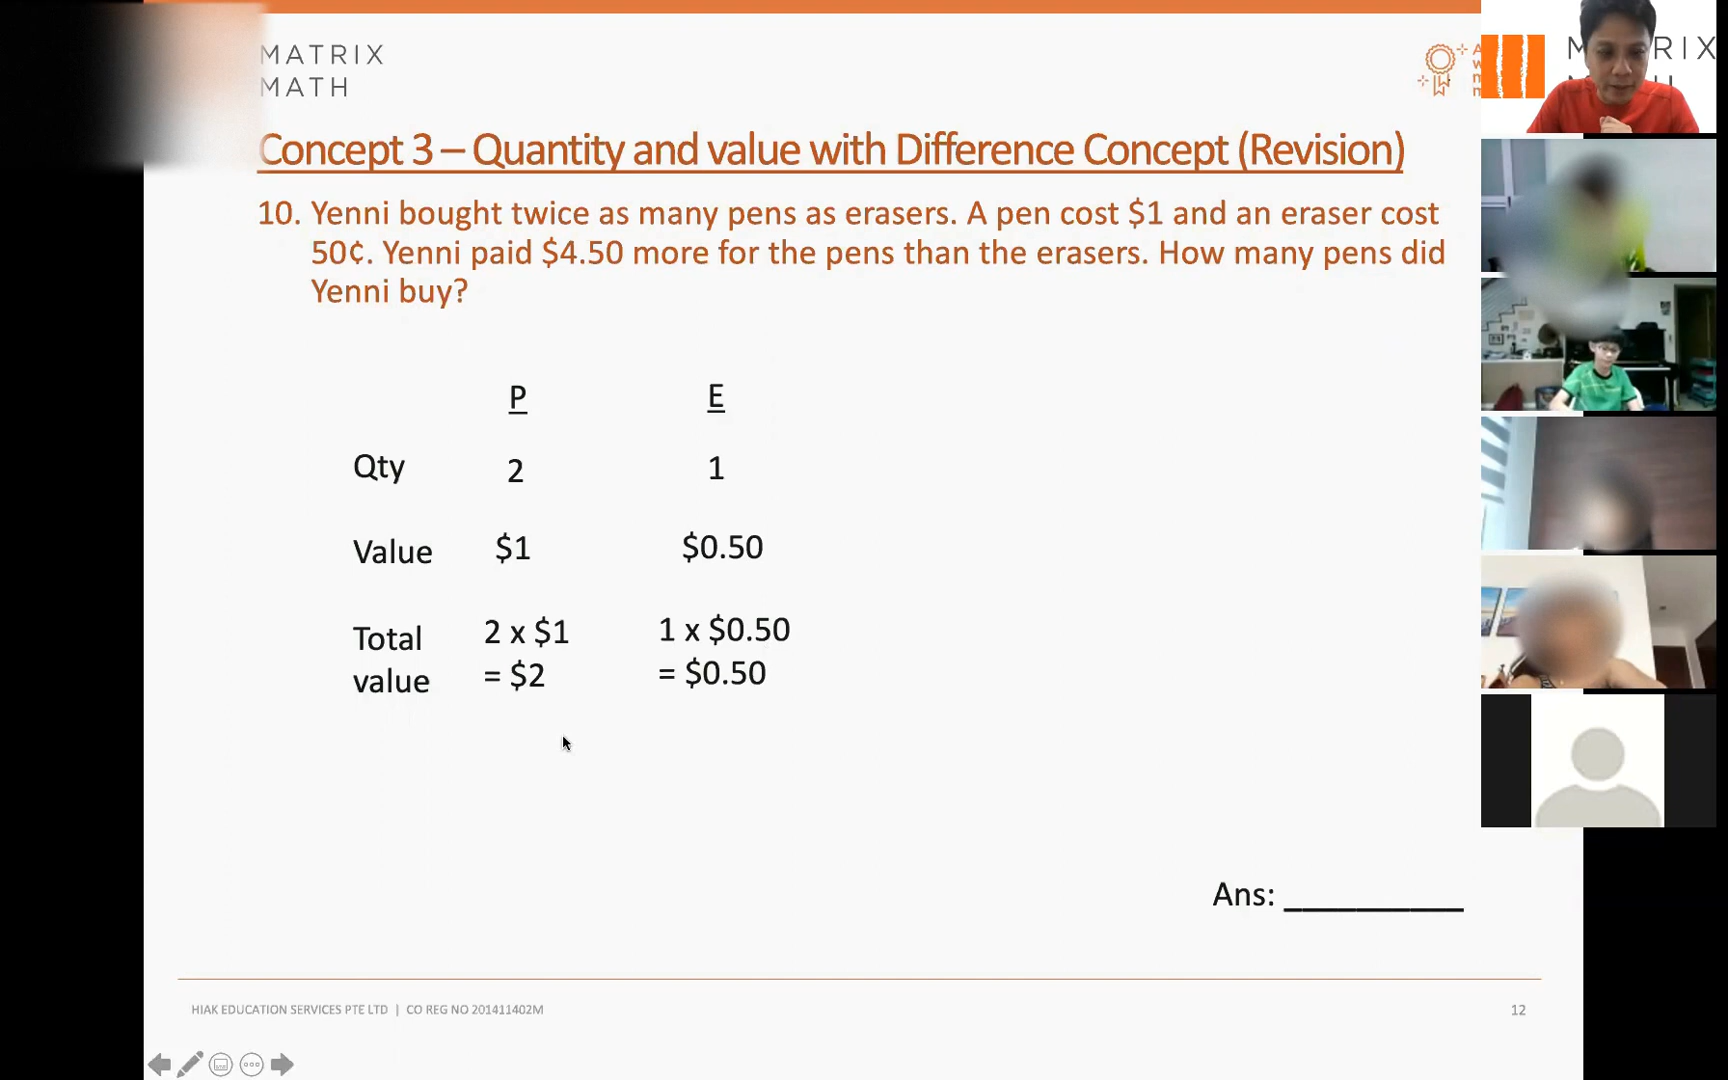 MATRIX
MATH
Concept 3 – Quantity and value with Difference Concept (Revision)
10. Yenni bought twice as many pens as erasers. A pen cost $1 and an eraser cost
50¢. Yenni paid $4.50 more for the pens than the erasers. How many pens did
Yenni buy?
P E
Qty 2 1
Value $1 $0.50
Total 2 x $1 1 x $0.50
value = $2 = $0.50
Ans: __________
HIAK EDUCATION SERVICES PTE LTD | CO REG NO 201411402M
12